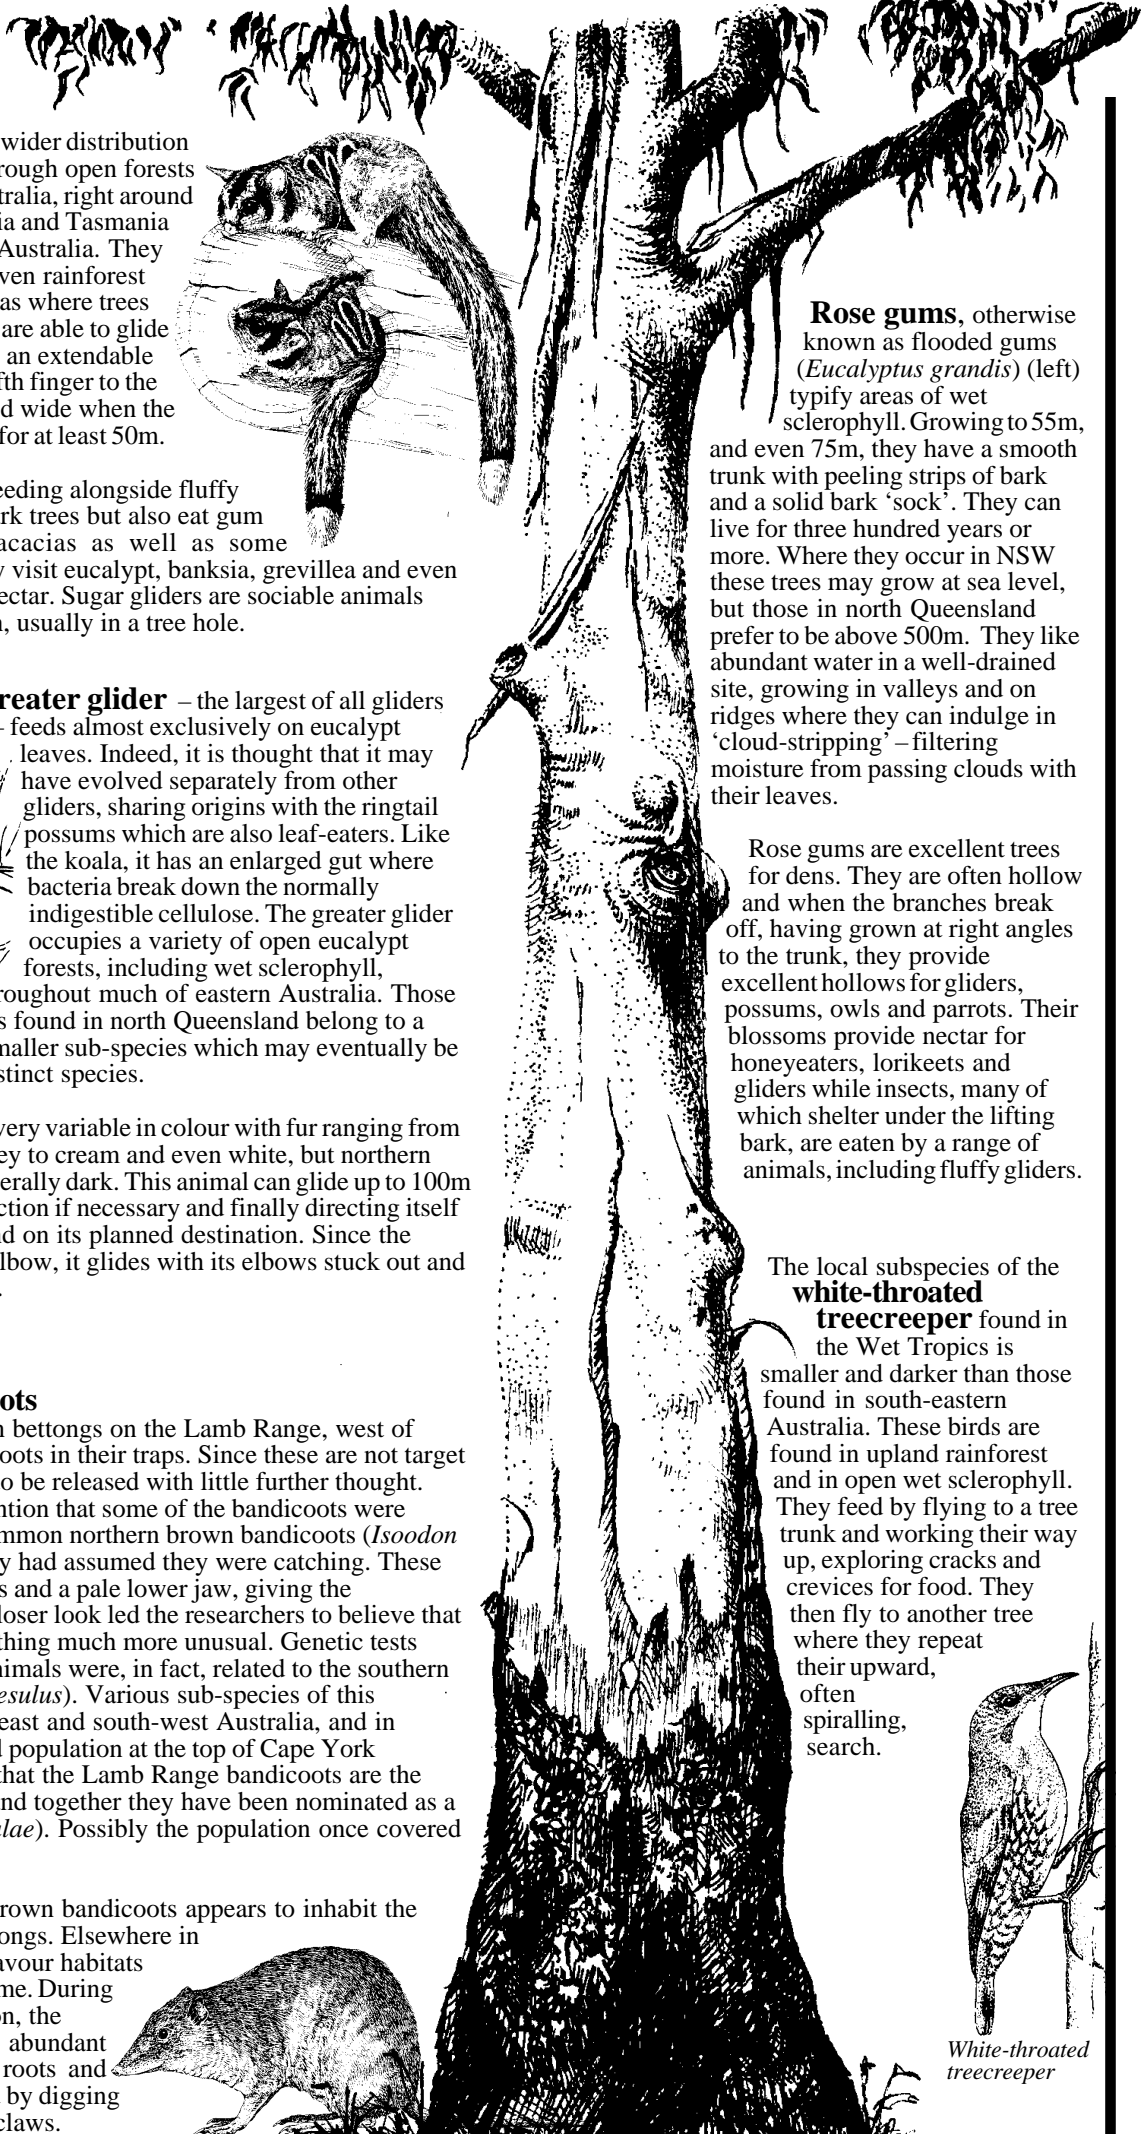 wider distribution
rough open forests
tralia, right around
ia and Tasmania
Australia. They
ven rainforest
as where trees
are able to glide
an extendable
fth finger to the
d wide when the
for at least 50m.
eeding alongside fluffy
rk trees but also eat gum
acacias as well as some
y visit eucalypt, banksia, grevillea and even
ectar. Sugar gliders are sociable animals
n, usually in a tree hole.
reater glider – the largest of all gliders
– feeds almost exclusively on eucalypt
leaves. Indeed, it is thought that it may
have evolved separately from other
gliders, sharing origins with the ringtail
possums which are also leaf-eaters. Like
the koala, it has an enlarged gut where
bacteria break down the normally
indigestible cellulose. The greater glider
occupies a variety of open eucalypt
forests, including wet sclerophyll,
roughout much of eastern Australia. Those
s found in north Queensland belong to a
maller sub-species which may eventually be
stinct species.
very variable in colour with fur ranging from
ey to cream and even white, but northern
erally dark. This animal can glide up to 100m
ction if necessary and finally directing itself
nd on its planned destination. Since the
lbow, it glides with its elbows stuck out and
.
ots
n bettongs on the Lamb Range, west of
oots in their traps. Since these are not target
o be released with little further thought.
ntion that some of the bandicoots were
mmon northern brown bandicoots (Isoodon
y had assumed they were catching. These
s and a pale lower jaw, giving the
loser look led the researchers to believe that
thing much more unusual. Genetic tests
nimals were, in fact, related to the southern
esulus). Various sub-species of this
east and south-west Australia, and in
d population at the top of Cape York
that the Lamb Range bandicoots are the
nd together they have been nominated as a
ulae). Possibly the population once covered
rown bandicoots appears to inhabit the
ongs. Elsewhere in
avour habitats
me. During
on, the
abundant
roots and
by digging
claws.
Rose gums, otherwise
known as flooded gums
(Eucalyptus grandis) (left)
typify areas of wet
sclerophyll. Growing to 55m,
and even 75m, they have a smooth
trunk with peeling strips of bark
and a solid bark ‘sock’. They can
live for three hundred years or
more. Where they occur in NSW
these trees may grow at sea level,
but those in north Queensland
prefer to be above 500m. They like
abundant water in a well-drained
site, growing in valleys and on
ridges where they can indulge in
‘cloud-stripping’ – filtering
moisture from passing clouds with
their leaves.
Rose gums are excellent trees
for dens. They are often hollow
and when the branches break
off, having grown at right angles
to the trunk, they provide
excellent hollows for gliders,
possums, owls and parrots. Their
blossoms provide nectar for
honeyeaters, lorikeets and
gliders while insects, many of
which shelter under the lifting
bark, are eaten by a range of
animals, including fluffy gliders.
The local subspecies of the
white-throated
treecreeper found in
the Wet Tropics is
smaller and darker than those
found in south-eastern
Australia. These birds are
found in upland rainforest
and in open wet sclerophyll.
They feed by flying to a tree
trunk and working their way
up, exploring cracks and
crevices for food. They
then fly to another tree
where they repeat
their upward,
often
spiralling,
search.
White-throated
treecreeper